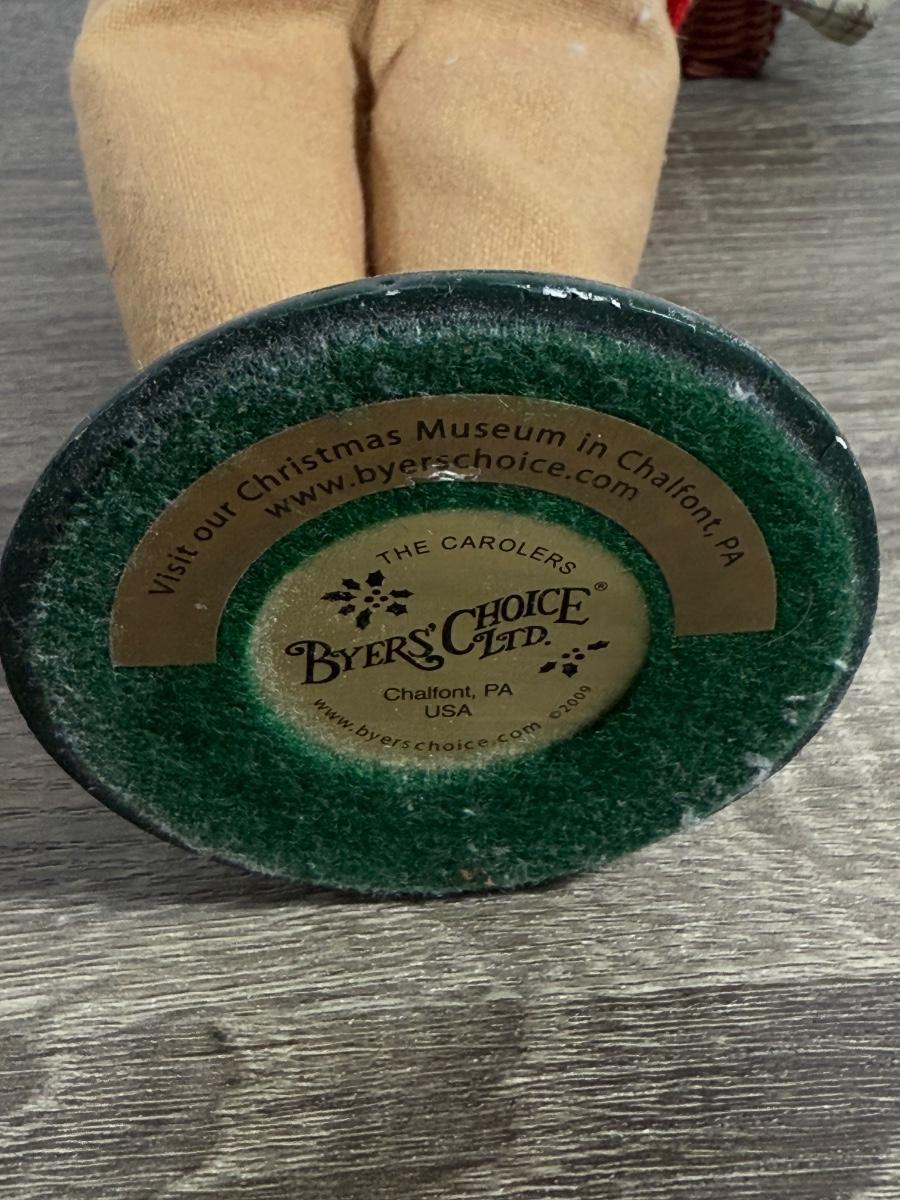 Visit our Christmas Museum in Chalfont, PA
www.byerschoice.com
THE CAROLERS
BYERS' CHOICE®
LTD.
Chalfont, PA
USA
www.byerschoice.com ©2009